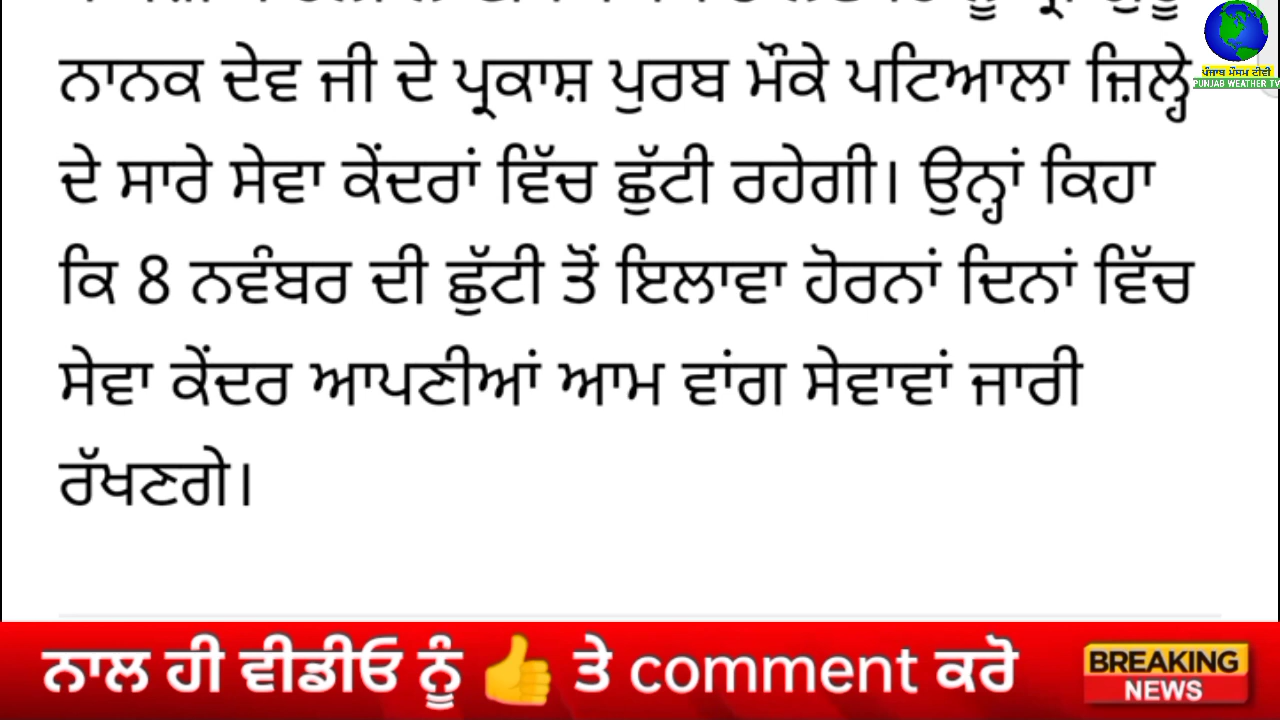 ਨਾਨਕ ਦੇਵ ਜੀ ਦੇ ਪ੍ਰਕਾਸ਼ ਪੁਰਬ ਮੌਕੇ ਪਟਿਆਲਾ ਜ਼ਿਲ੍ਹੇ
ਦੇ ਸਾਰੇ ਸੇਵਾ ਕੇਂਦਰਾਂ ਵਿੱਚ ਛੁੱਟੀ ਰਹੇਗੀ। ਉਨ੍ਹਾਂ ਕਿਹਾ
ਕਿ 8 ਨਵੰਬਰ ਦੀ ਛੁੱਟੀ ਤੋਂ ਇਲਾਵਾ ਹੋਰਨਾਂ ਦਿਨਾਂ ਵਿੱਚ
ਸੇਵਾ ਕੇਂਦਰ ਆਪਣੀਆਂ ਆਮ ਵਾਂਗ ਸੇਵਾਵਾਂ ਜਾਰੀ
ਰੱਖਣਗੇ।
ਪੰਜਾਬ ਮੌਸਮ ਟੀਵੀ
PUNJAB WEATHER TV
ਨਾਲ ਹੀ ਵੀਡੀਓ ਨੂੰ 👍 ਤੇ comment ਕਰੋ
BREAKING
NEWS